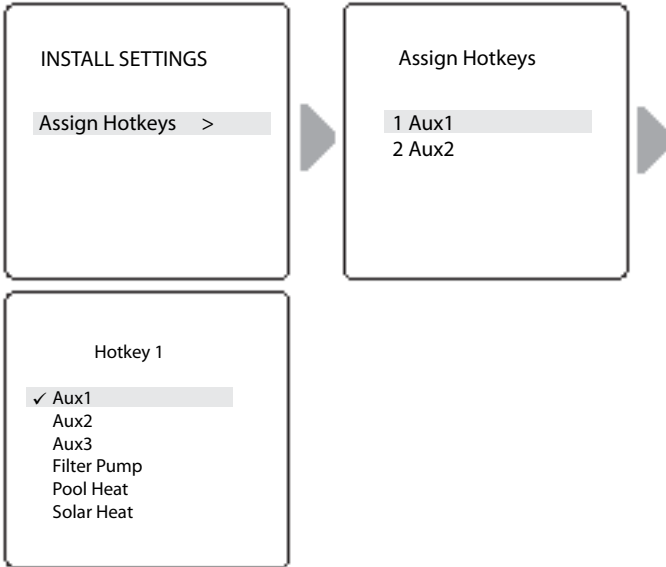 INSTALL SETTINGS
Assign Hotkeys >
Assign Hotkeys
1 Aux1
2 Aux2
Hotkey 1
✓ Aux1
Aux2
Aux3
Filter Pump
Pool Heat
Solar Heat